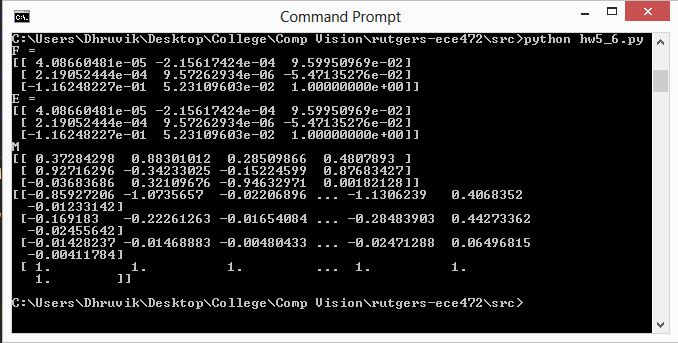 Command Prompt
C:\Users\Dhruvik\Desktop\College\Comp Vision\rutgers-ece472\src>python hw5_6.py
F =
[[ 4.08660481e-05 -2.15617424e-04  9.59950969e-02]
 [ 2.19052444e-04  9.57262934e-06 -5.47135276e-02]
 [-1.16248227e-01  5.23109603e-02  1.00000000e+00]]
E =
[[ 4.08660481e-05 -2.15617424e-04  9.59950969e-02]
 [ 2.19052444e-04  9.57262934e-06 -5.47135276e-02]
 [-1.16248227e-01  5.23109603e-02  1.00000000e+00]]
M
[[ 0.37284298  0.88301012  0.28509866  0.4807893 ]
 [ 0.92716296 -0.34233025 -0.15224599  0.87683427]
 [-0.03683686  0.32109676 -0.94632971  0.00182128]]
[[-0.85927206 -1.0735657  -0.02206896 ... -1.1306239   0.4068352
  -0.01233142]
 [-0.169183   -0.22261263 -0.01654084 ... -0.28483903  0.44273362
  -0.02455642]
 [-0.01428237 -0.01468883 -0.00480433 ... -0.02471288  0.06496815
  -0.00411784]
 [ 1.          1.          1.         ...  1.          1.
   1.        ]]
C:\Users\Dhruvik\Desktop\College\Comp Vision\rutgers-ece472\src>